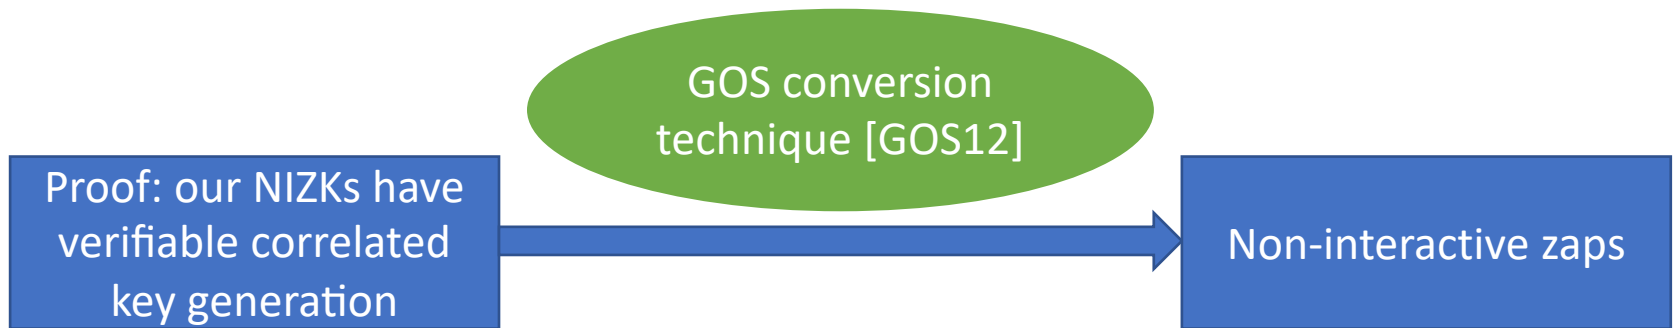 GOS conversion
technique [GOS12]
Proof: our NIZKs have
verifiable correlated
key generation
Non-interactive zaps